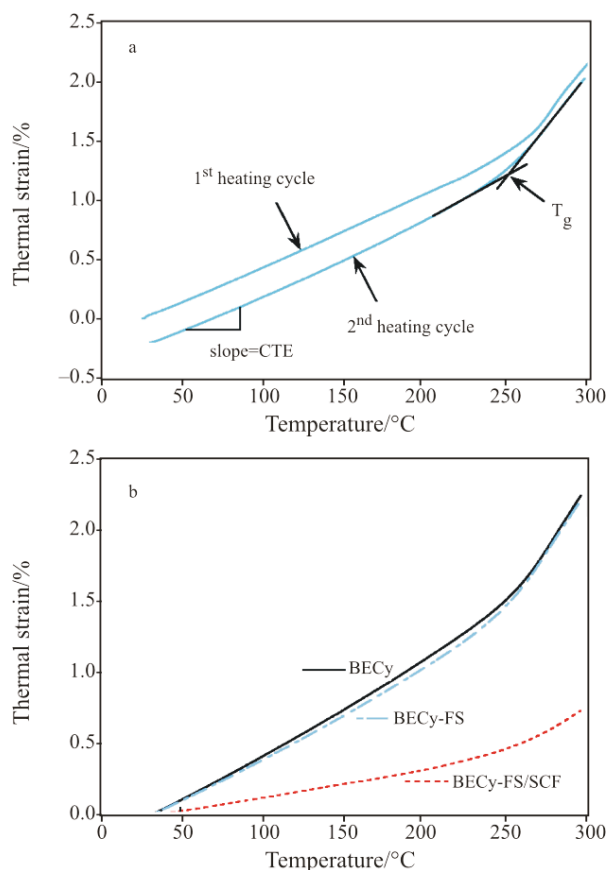 a
2.5
2.0
1.5
1.0
0.5
0.0
–0.5
Thermal strain/%
1st heating cycle
Tg
2nd heating cycle
slope=CTE
50
100
150
200
250
300
Temperature/°C
b
2.5
2.0
1.5
1.0
0.5
0.0
Thermal strain/%
BECy
BECy-FS
BECy-FS/SCF
50
100
150
200
250
300
Temperature/°C